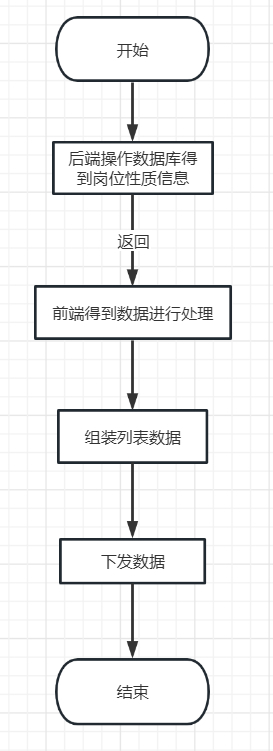 开始
后端操作数据库得
到岗位性质信息
返回
前端得到数据进行处理
组装列表数据
下发数据
结束